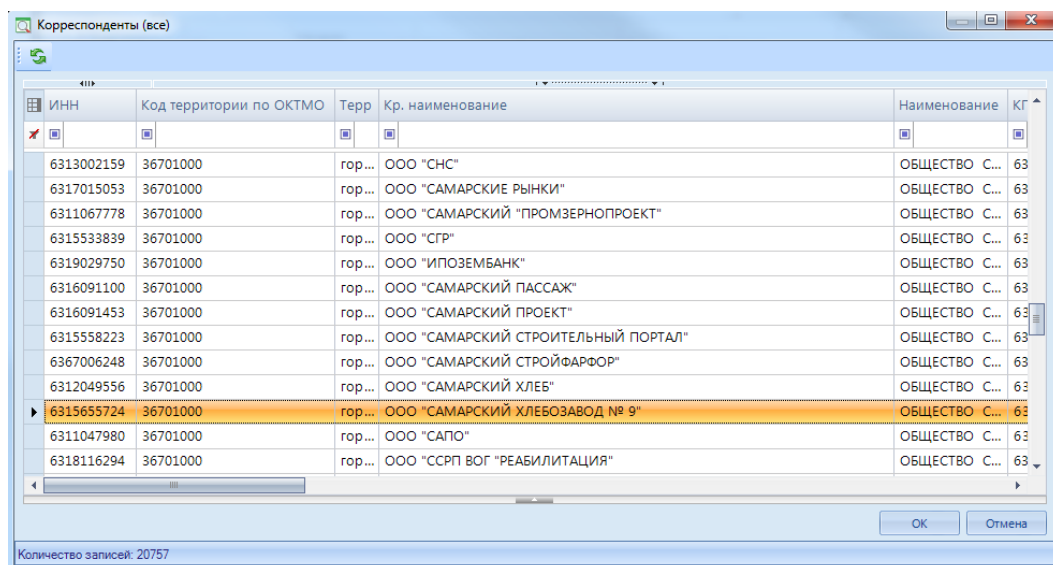 Корреспонденты (все)
ИНН Код территории по ОКТМО Терр Кр. наименование Наименование КП
6313002159 36701000 гор... ООО "СНС" ОБЩЕСТВО С... 63
6317015053 36701000 гор... ООО "САМАРСКИЕ РЫНКИ" ОБЩЕСТВО С... 63
6311067778 36701000 гор... ООО "САМАРСКИЙ "ПРОМЗЕРНОПРОЕКТ" ОБЩЕСТВО С... 63
6315533839 36701000 гор... ООО "СГР" ОБЩЕСТВО С... 63
6319029750 36701000 гор... ООО "ИПОЗЕМБАНК" ОБЩЕСТВО С... 63
6316091100 36701000 гор... ООО "САМАРСКИЙ ПАССАЖ" ОБЩЕСТВО С... 63
6316091453 36701000 гор... ООО "САМАРСКИЙ ПРОЕКТ" ОБЩЕСТВО С... 63
6315558223 36701000 гор... ООО "САМАРСКИЙ СТРОИТЕЛЬНЫЙ ПОРТАЛ" ОБЩЕСТВО С... 63
6367006248 36701000 гор... ООО "САМАРСКИЙ СТРОЙФАРФОР" ОБЩЕСТВО С... 63
6312049556 36701000 гор... ООО "САМАРСКИЙ ХЛЕБ" ОБЩЕСТВО С... 63
6315655724 36701000 гор... ООО "САМАРСКИЙ ХЛЕБОЗАВОД № 9" ОБЩЕСТВО С... 63
6311047980 36701000 гор... ООО "САПО" ОБЩЕСТВО С... 63
6318116294 36701000 гор... ООО "ССРП ВОГ "РЕАБИЛИТАЦИЯ" ОБЩЕСТВО С... 63
ОК Отмена
Количество записей: 20757